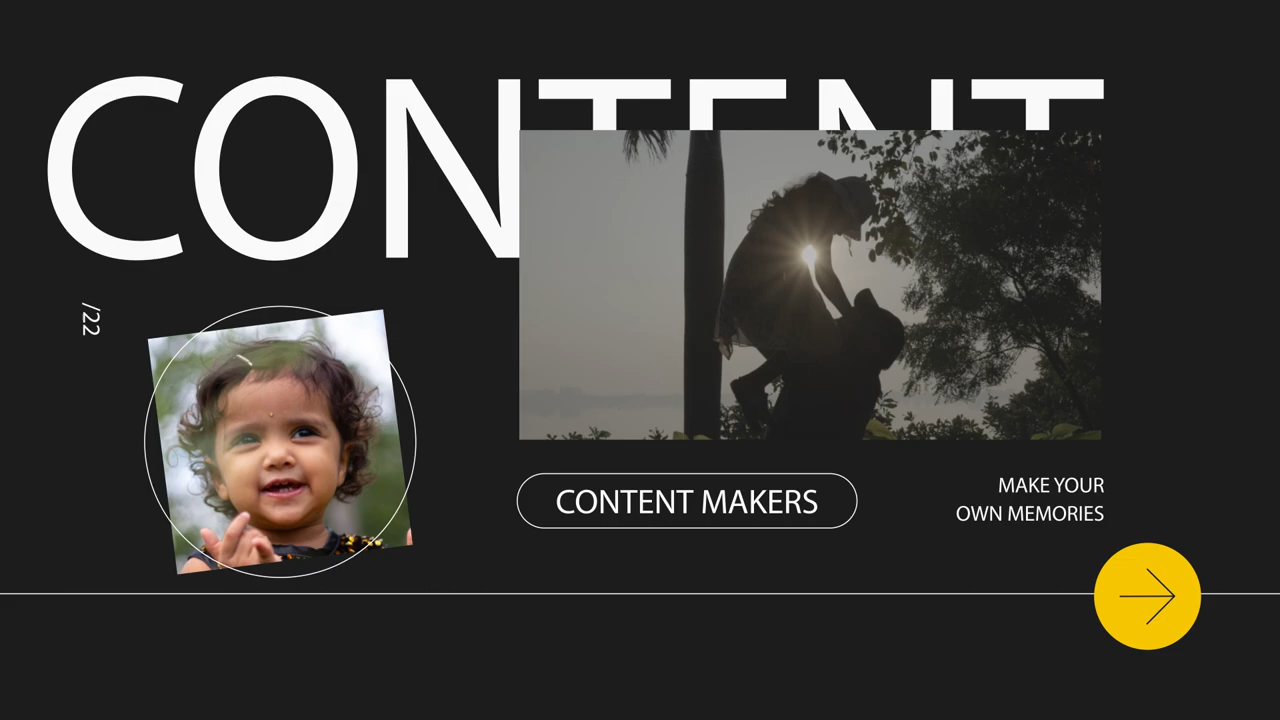 CONTENT
/22
CONTENT MAKERS
MAKE YOUR
OWN MEMORIES